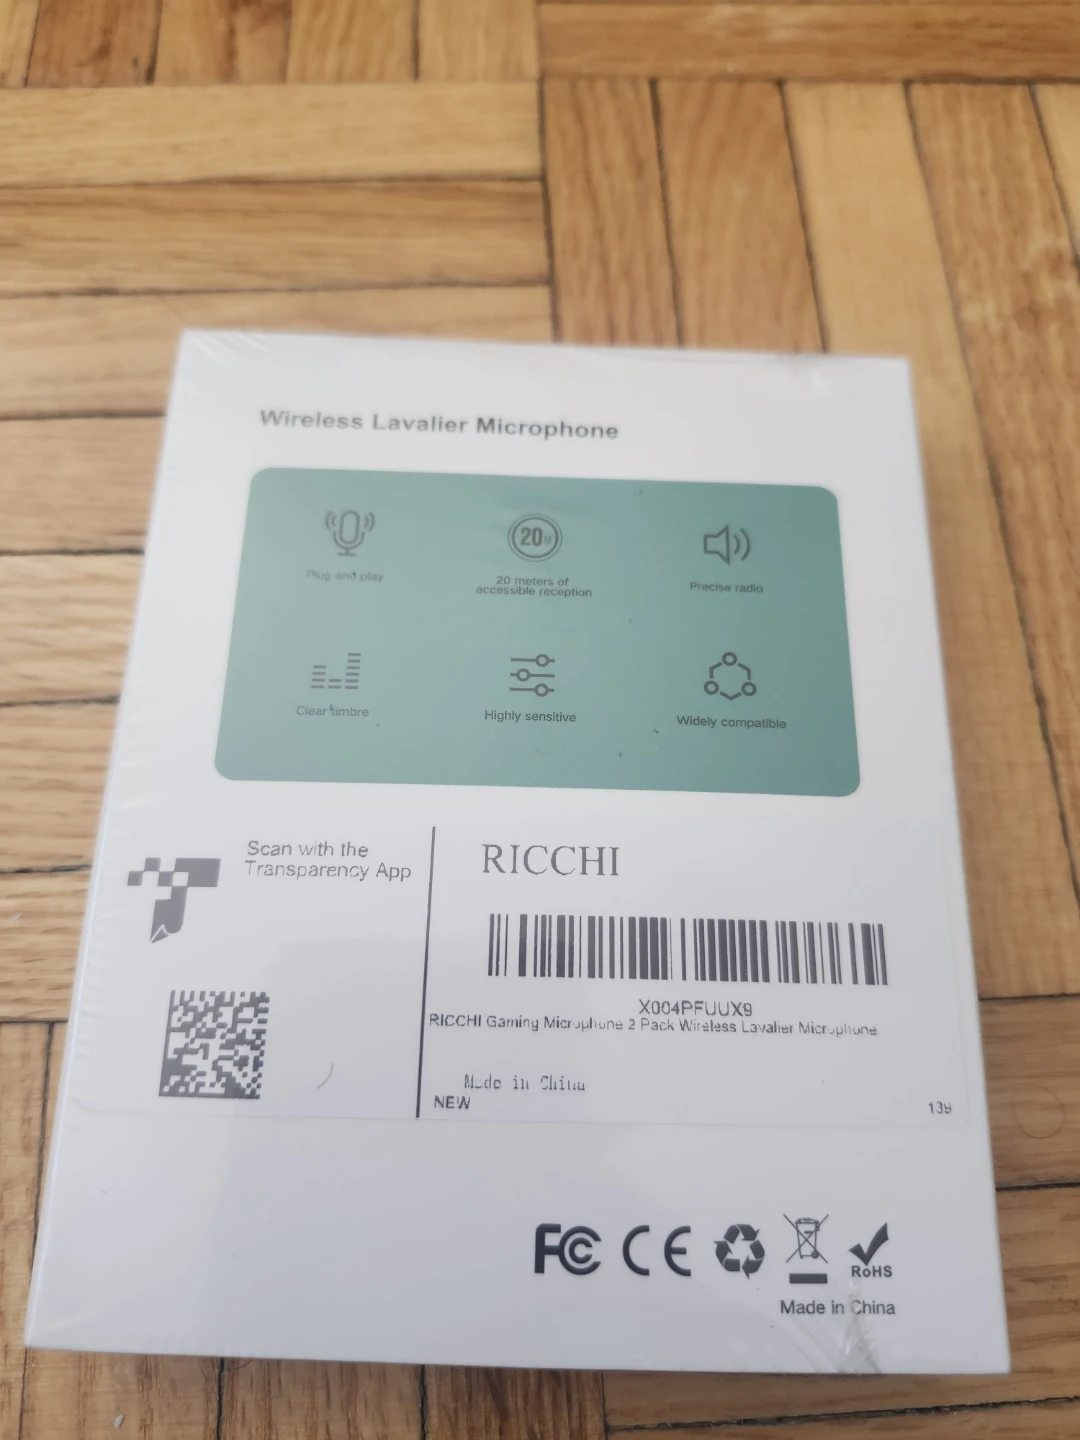 Wireless Lavalier Microphone
Plug and play
20M
20 meters of
accessible reception
Precise radio
Clear timbre
Highly sensitive
Widely compatible
Scan with the
Transparency App
RICCHI
X004PFUUX9
RICCHI Gaming Microphone 2 Pack Wireless Lavalier Microphone
Made in China
NEW
139
FC CE
RoHS
Made in China